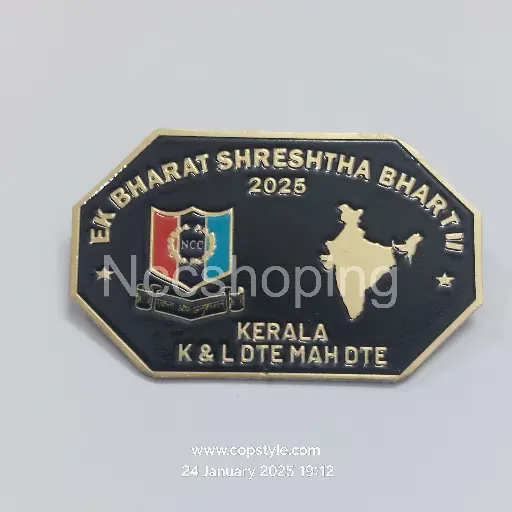 EK BHARAT SHRESHTHA BHART III
2025
NCC
KERALA
K & L DTE MAH DTE
Nccshoping
www.copstyle.com
24 January 2025 19:12